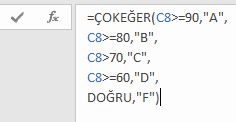 =ÇOKEĞER(C8>=90,"A",
C8>=80,"B",
C8>70,"C",
C8>=60,"D",
DOĞRU,"F")